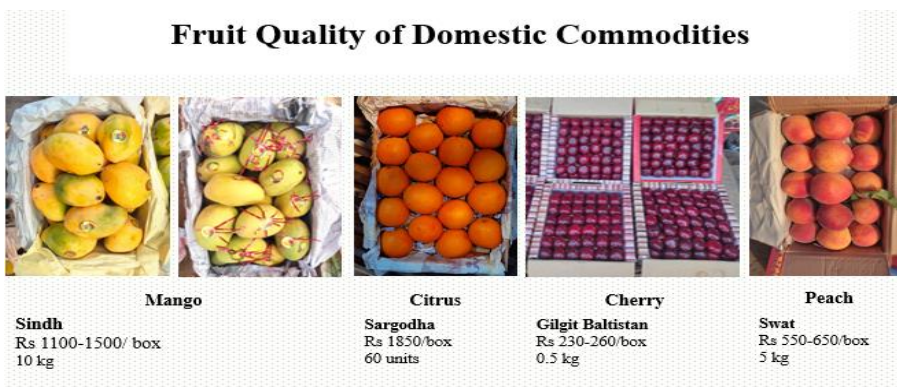 Fruit Quality of Domestic Commodities
Mango
Sindh
Rs 1100-1500/ box
10 kg
Citrus
Sargodha
Rs 1850/box
60 units
Cherry
Gilgit Baltistan
Rs 230-260/box
0.5 kg
Peach
Swat
Rs 550-650/box
5 kg